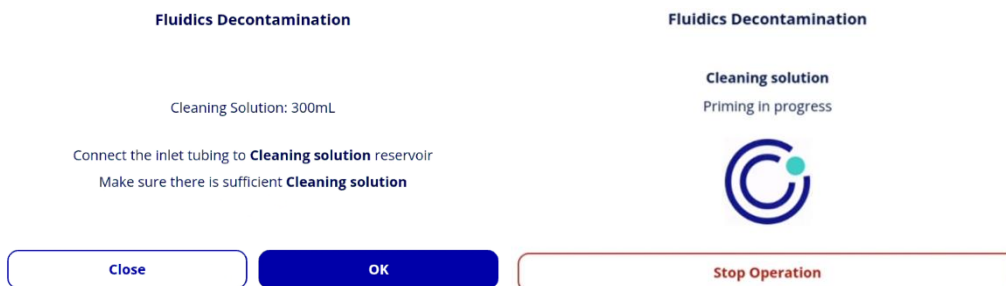 Fluidics Decontamination
Cleaning Solution: 300mL
Connect the inlet tubing to Cleaning solution reservoir
Make sure there is sufficient Cleaning solution
Close
OK
Fluidics Decontamination
Cleaning solution
Priming in progress
Stop Operation